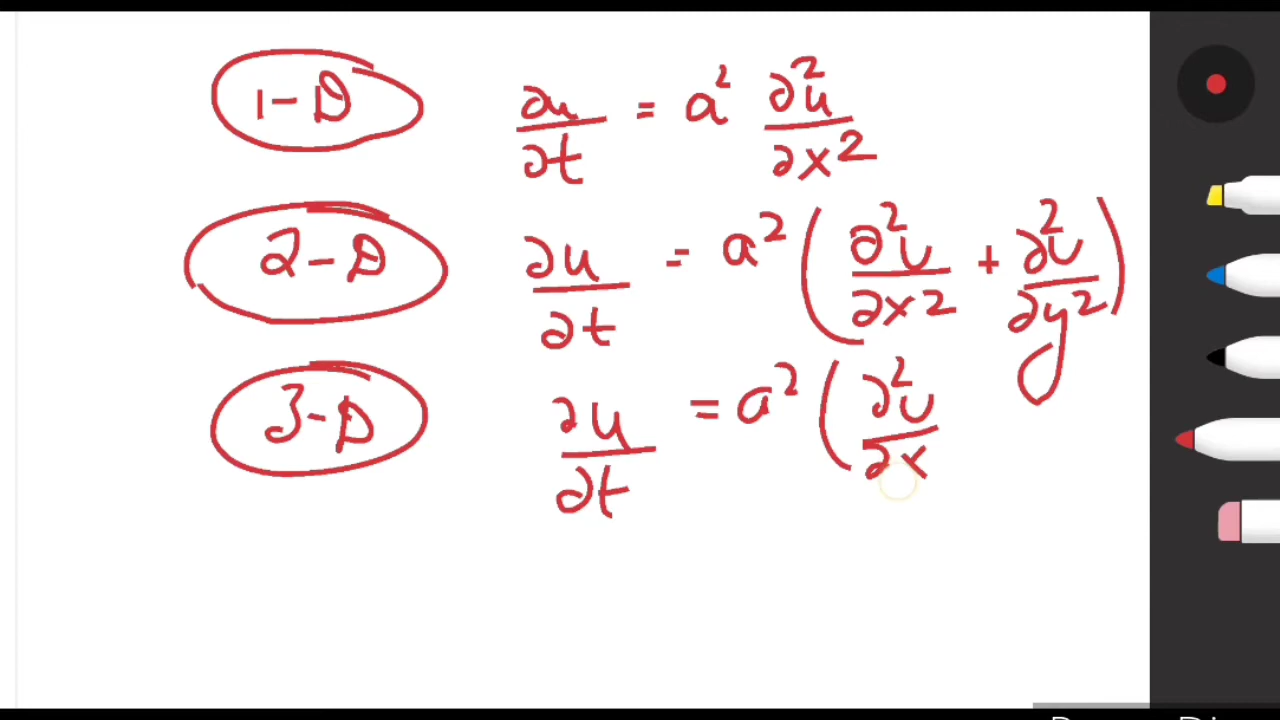 1-D ∂u/∂t = a² ∂²u/∂x²
2-D ∂u/∂t = a² (∂²u/∂x² + ∂²u/∂y²)
3-D ∂u/∂t = a² (∂²u/∂x